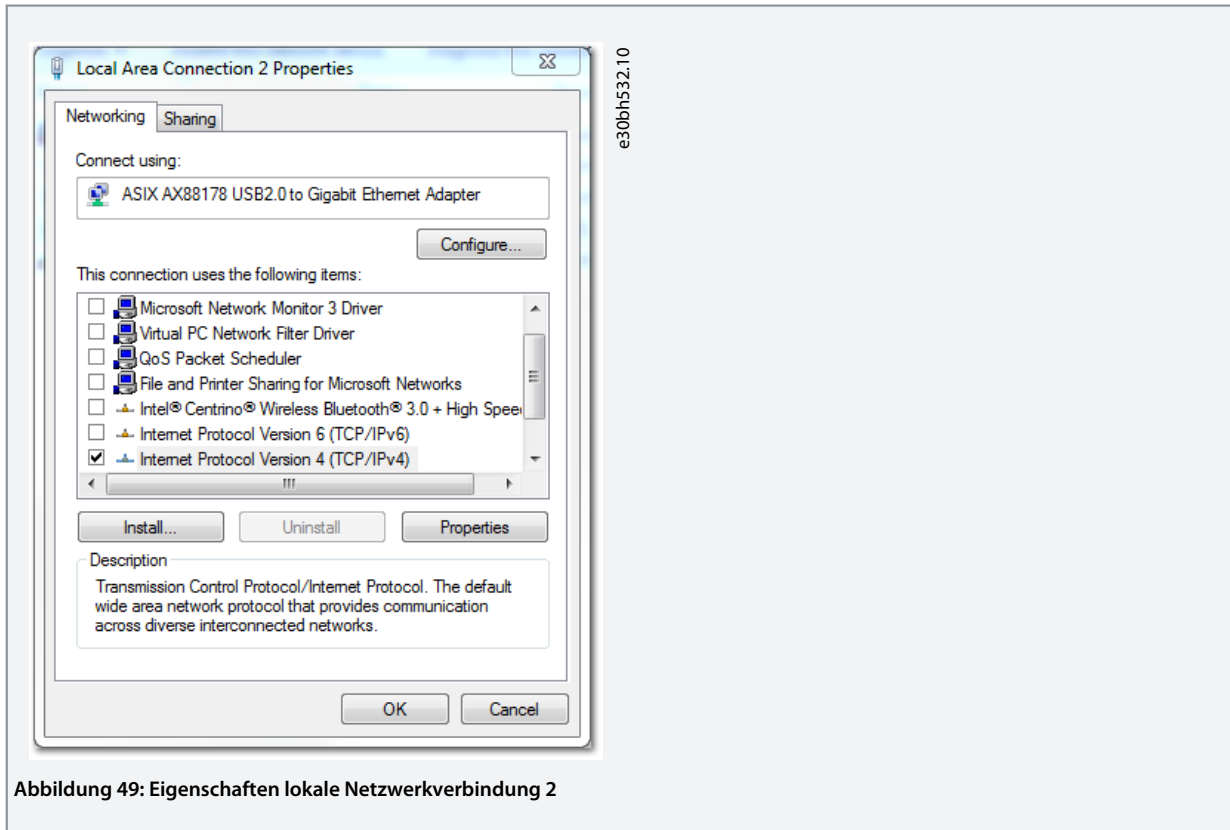 Local Area Connection 2 Properties
e30bh532.10
Networking
Sharing
Connect using:
ASIX AX88178 USB2.0 to Gigabit Ethernet Adapter
Configure...
This connection uses the following items:
Microsoft Network Monitor 3 Driver
Virtual PC Network Filter Driver
QoS Packet Scheduler
File and Printer Sharing for Microsoft Networks
Intel® Centrino® Wireless Bluetooth® 3.0 + High Spee
Internet Protocol Version 6 (TCP/IPv6)
Internet Protocol Version 4 (TCP/IPv4)
Install...
Uninstall
Properties
Description
Transmission Control Protocol/Internet Protocol. The default
wide area network protocol that provides communication
across diverse interconnected networks.
OK
Cancel
Abbildung 49: Eigenschaften lokale Netzwerkverbindung 2